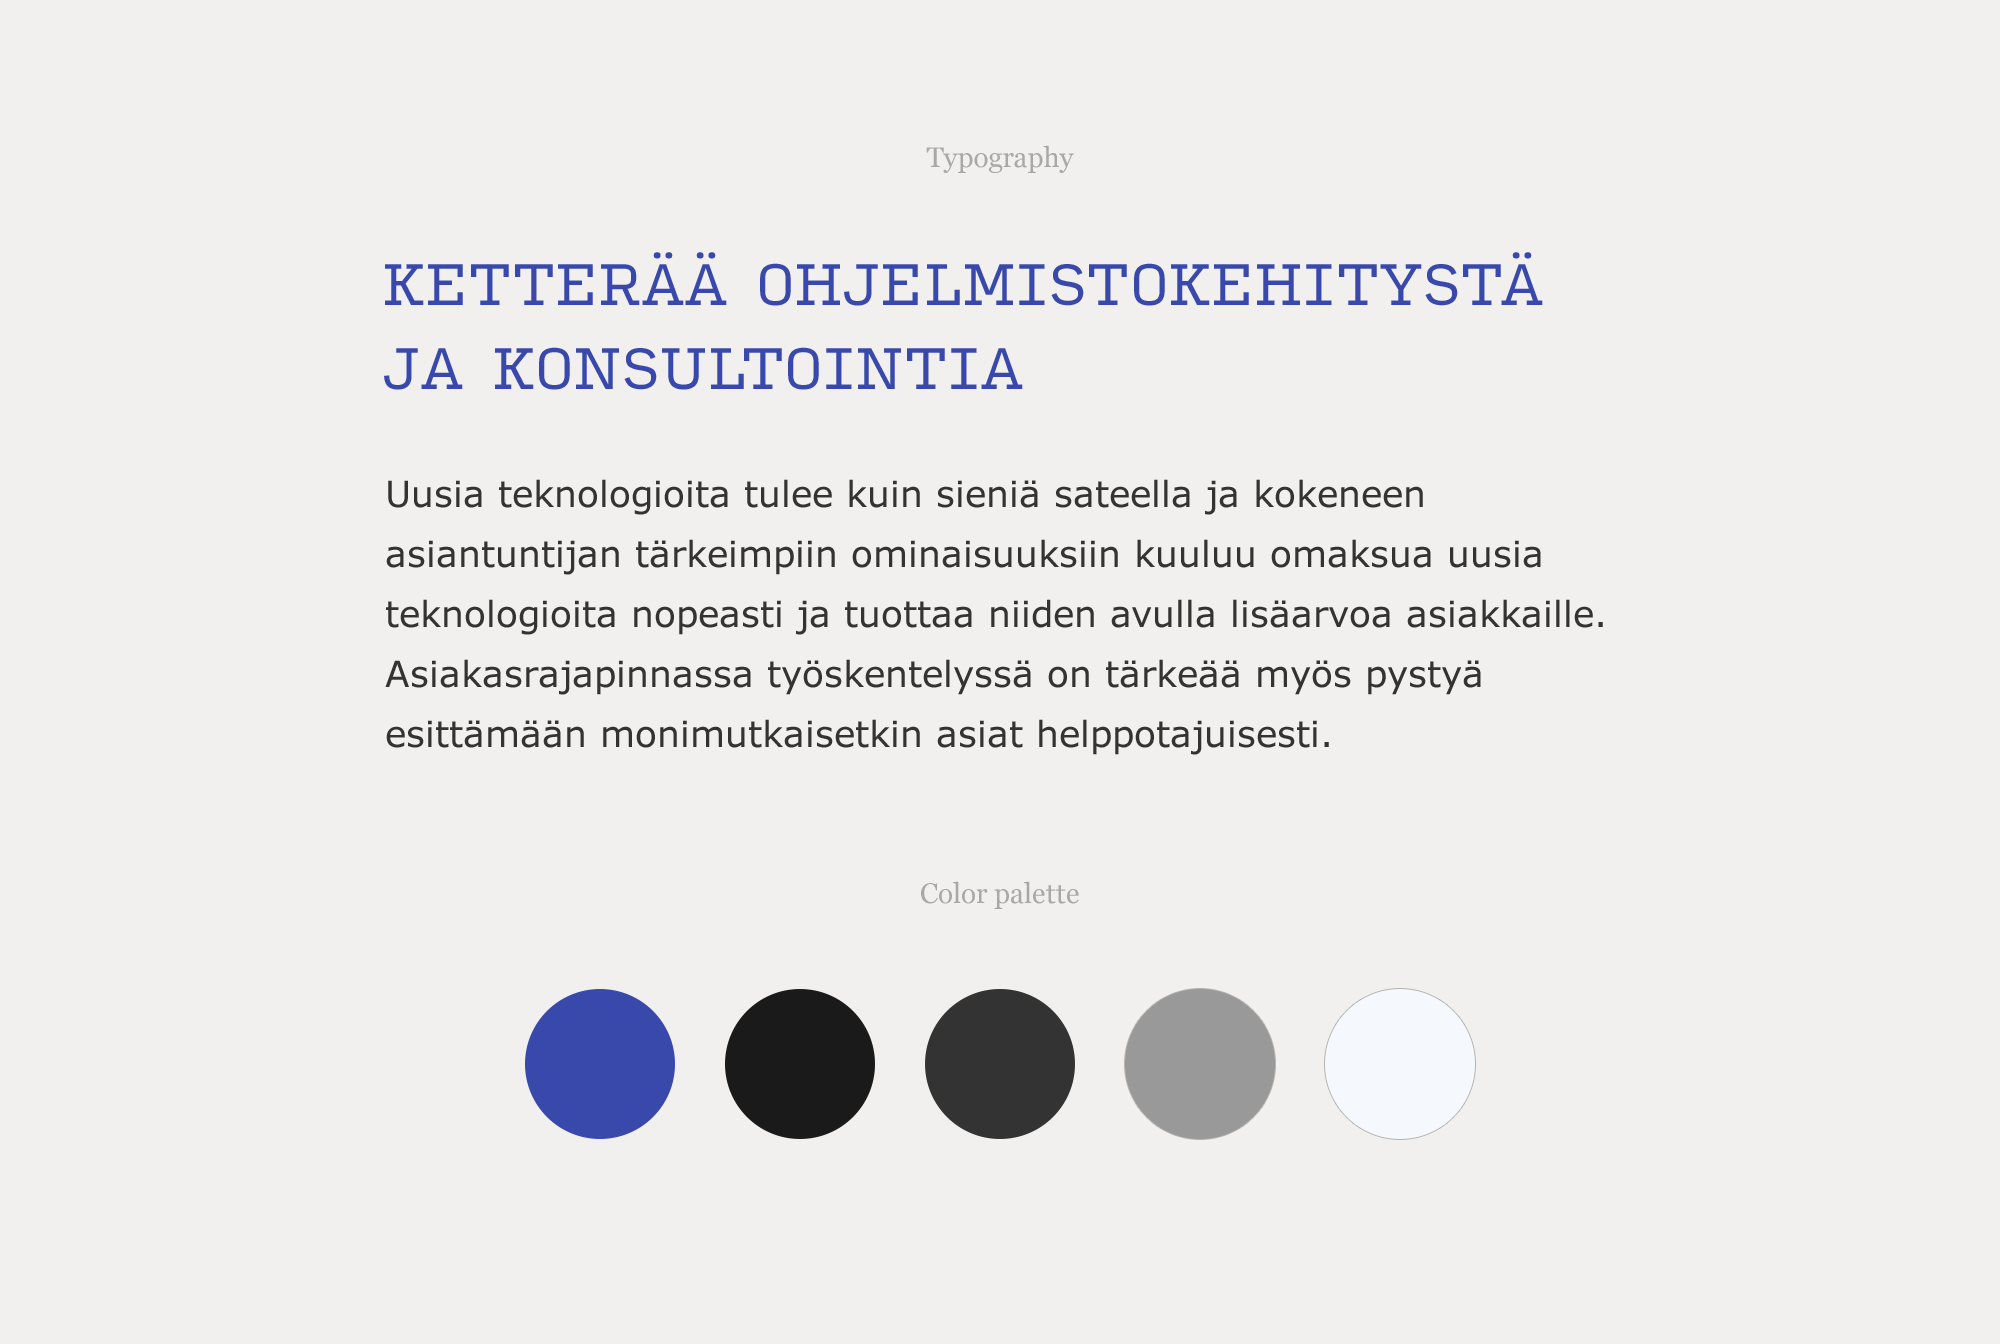 Typography
KETTERÄÄ OHJELMISTOKEHITYSTÄ
JA KONSULTOINTIA
Uusia teknologioita tulee kuin sieniä sateella ja kokeneen
asiantuntijan tärkeimpiin ominaisuuksiin kuuluu omaksua uusia
teknologioita nopeasti ja tuottaa niiden avulla lisäarvoa asiakkaille.
Asiakasrajapinnassa työskentelyssä on tärkeää myös pystyä
esittämään monimutkaisetkin asiat helppotajuisesti.
Color palette